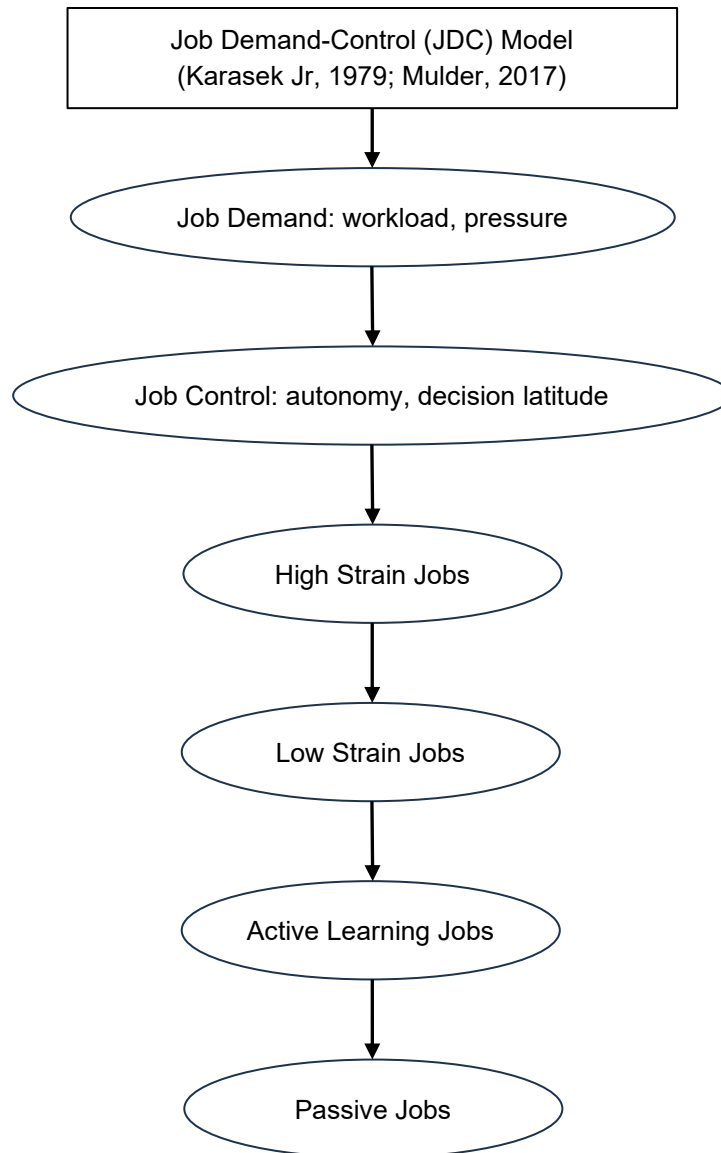 Job Demand-Control (JDC) Model
(Karasek Jr, 1979; Mulder, 2017)
Job Demand: workload, pressure
Job Control: autonomy, decision latitude
High Strain Jobs
Low Strain Jobs
Active Learning Jobs
Passive Jobs